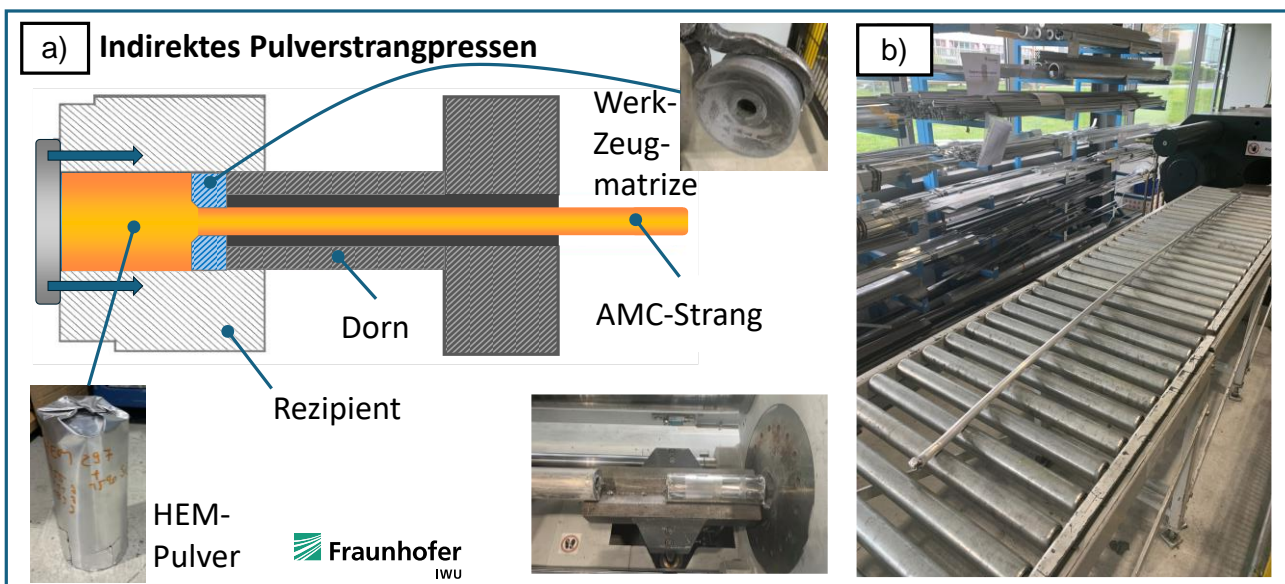 a)
Indirektes Pulverstrangpressen
Werk-
Zeug-
matrize
Dorn
AMC-Strang
Rezipient
HEM-
Pulver
Fraunhofer
IWU
b)